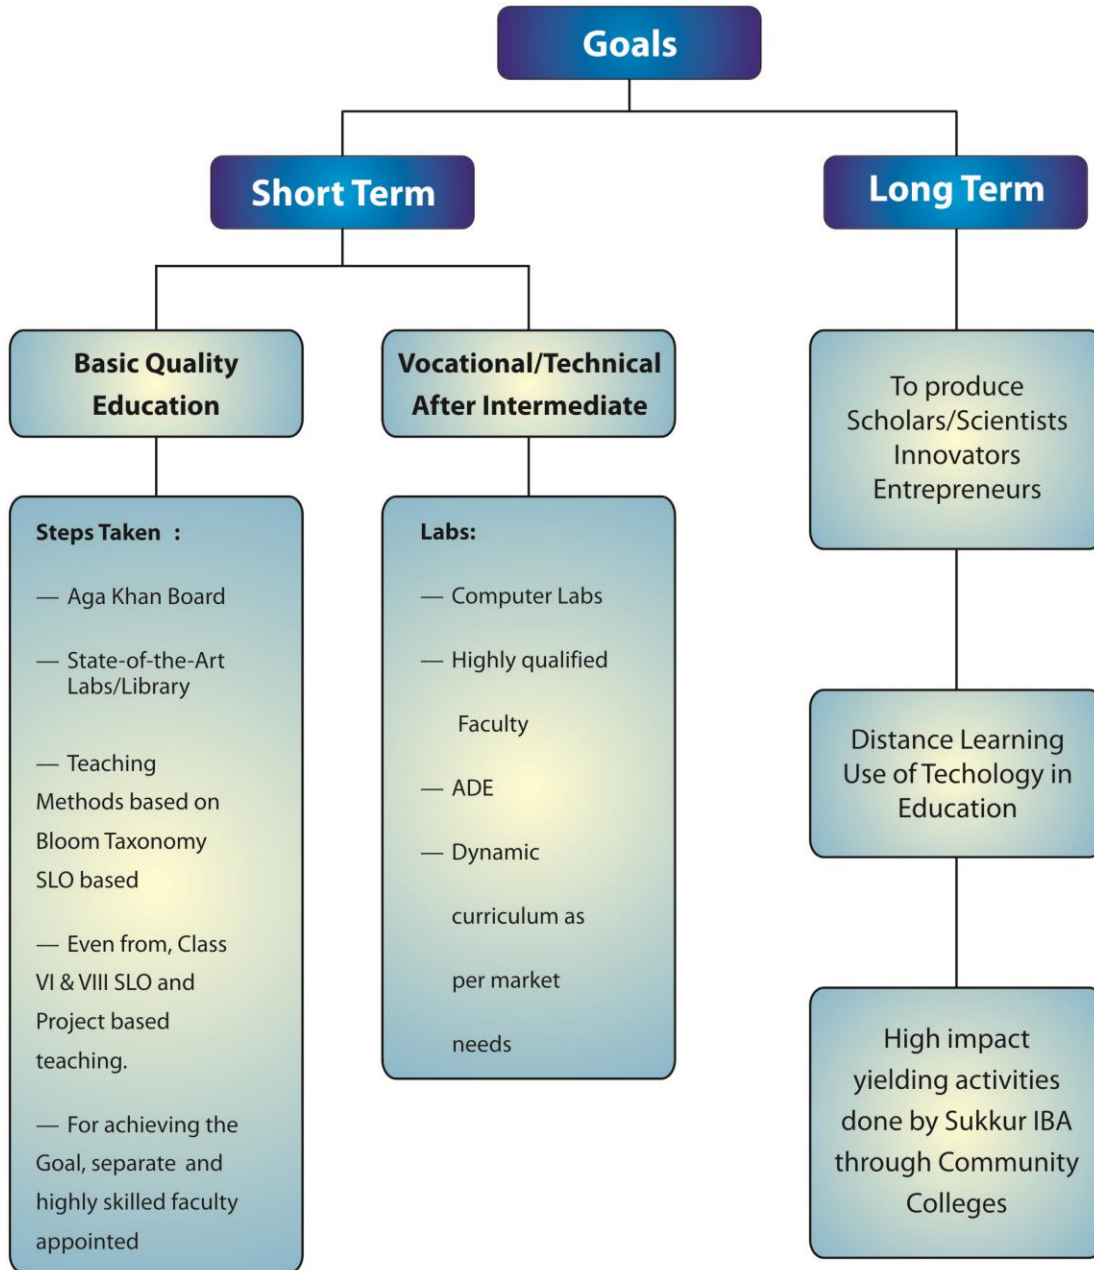 Goals
Short Term
Long Term
Basic Quality
Education
Vocational/Technical
After Intermediate
To produce
Scholars/Scientists
Innovators
Entrepreneurs
Steps Taken :
— Aga Khan Board
— State-of-the-Art
Labs/Library
— Teaching
Methods based on
Bloom Taxonomy
SLO based
— Even from, Class
VI & VIII SLO and
Project based
teaching.
— For achieving the
Goal, separate and
highly skilled faculty
appointed
Labs:
— Computer Labs
— Highly qualified
Faculty
— ADE
— Dynamic
curriculum as
per market
needs
Distance Learning
Use of Techology in
Education
High impact
yielding activities
done by Sukkur IBA
through Community
Colleges